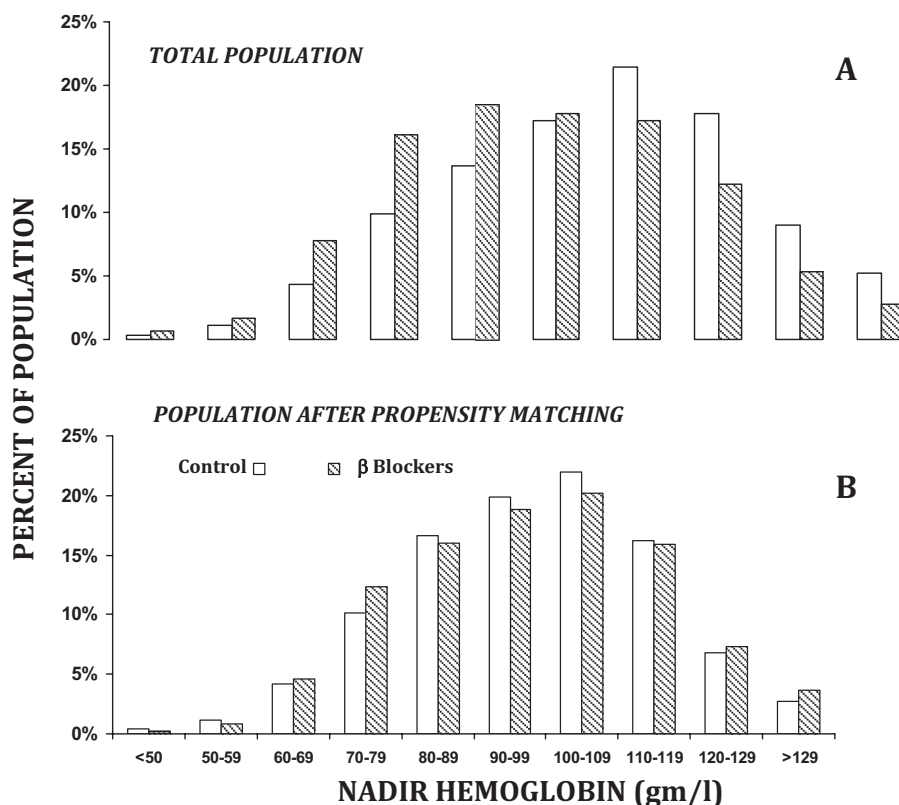 25%
TOTAL POPULATION
A
20%
15%
10%
5%
0%
PERCENT OF POPULATION
POPULATION AFTER PROPENSITY MATCHING
25%
Control
β Blockers
B
20%
15%
10%
5%
0%
<50 50-59 60-69 70-79 80-89 90-99 100-109 110-119 120-129 >129
NADIR HEMOGLOBIN (gm/l)